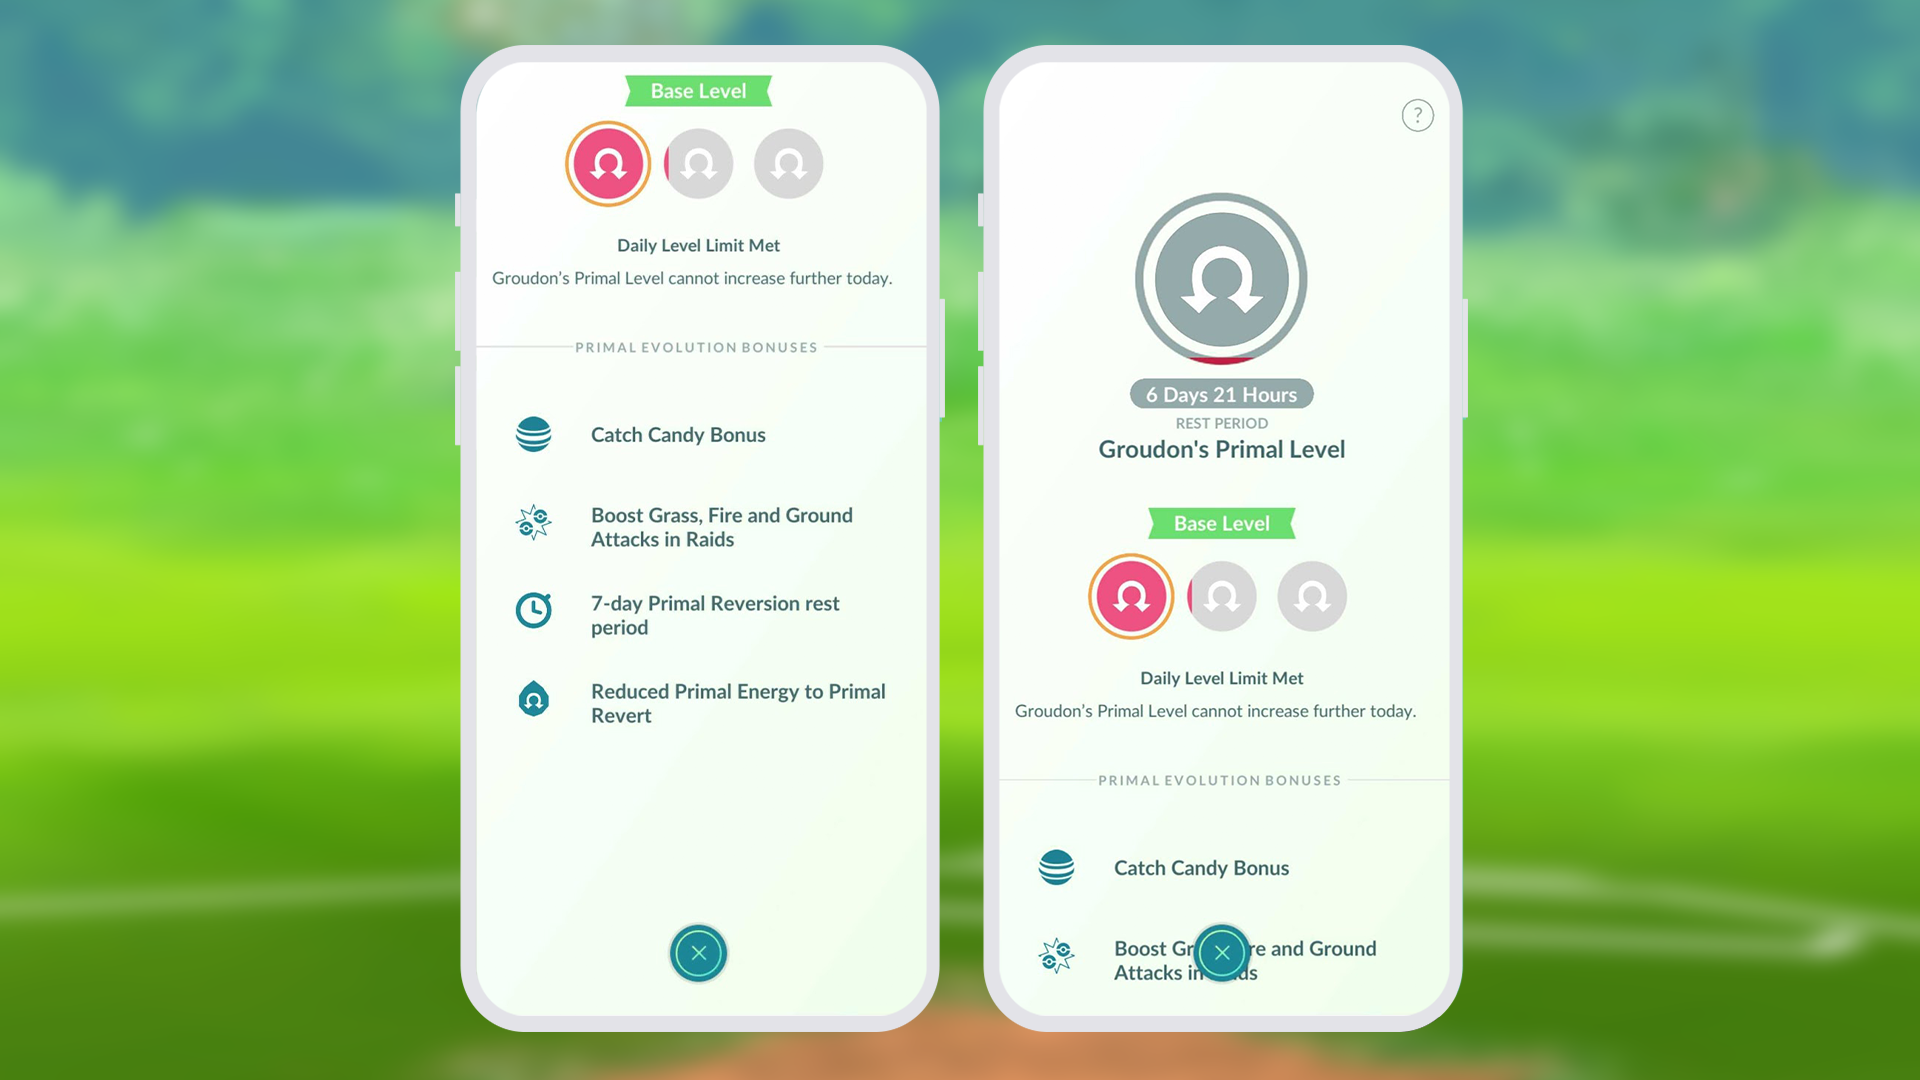 Base Level
Daily Level Limit Met
Groudon’s Primal Level cannot increase further today.
PRIMAL EVOLUTION BONUSES
Catch Candy Bonus
Boost Grass, Fire and Ground
Attacks in Raids
7-day Primal Reversion rest
period
Reduced Primal Energy to Primal
Revert
?
6 Days 21 Hours
REST PERIOD
Groudon's Primal Level
Base Level
Daily Level Limit Met
Groudon’s Primal Level cannot increase further today.
PRIMAL EVOLUTION BONUSES
Catch Candy Bonus
Boost Gr re and Ground
Attacks in ds